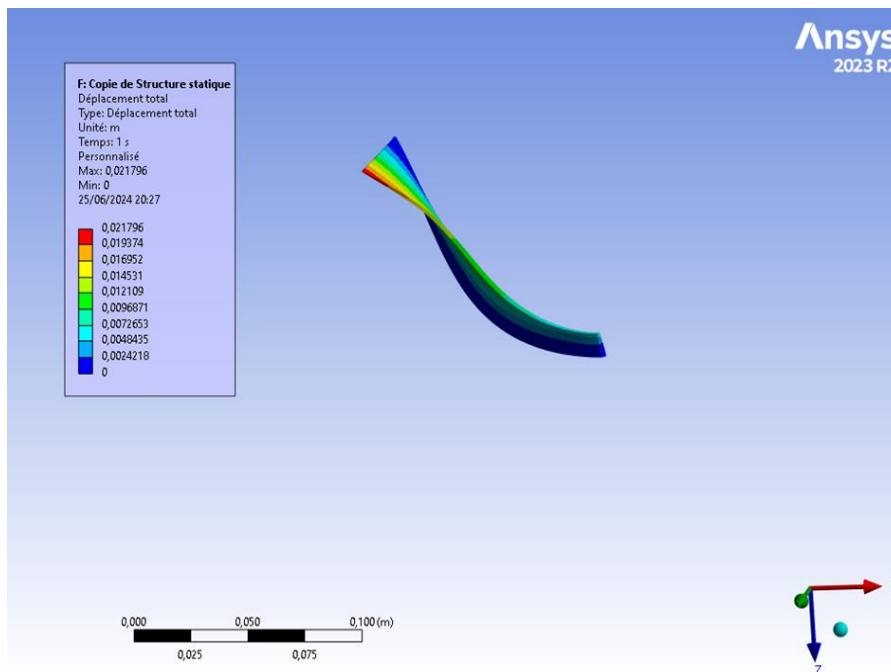 Ansys
2023 R2
F: Copie de Structure statique
Déplacement total
Type: Déplacement total
Unité: m
Temps: 1 s
Personnalisé
Max: 0,021796
Min: 0
25/06/2024 20:27
0,021796
0,019374
0,016952
0,014531
0,012109
0,0096871
0,0072653
0,0048435
0,0024218
0
0,000
0,050
0,100 (m)
0,025
0,075
Z